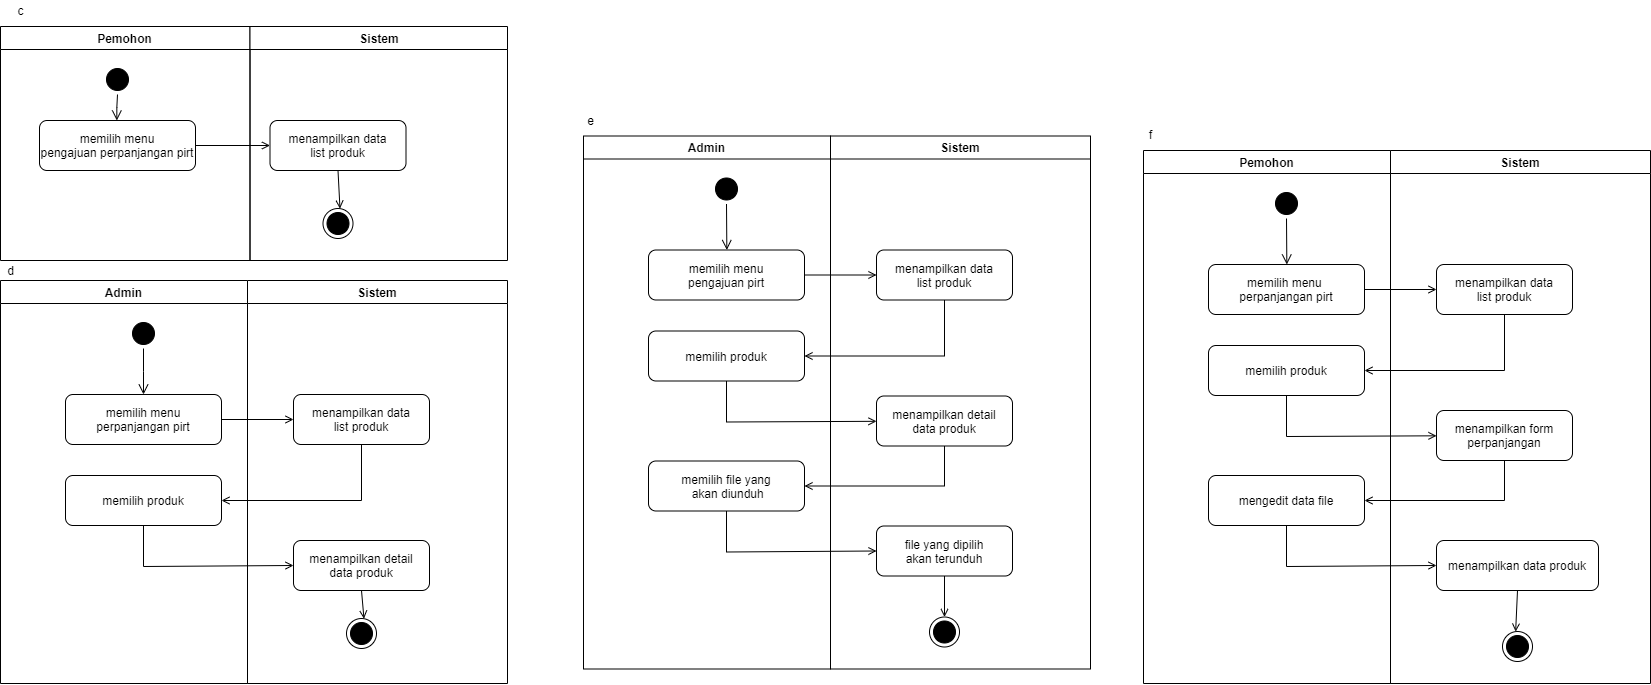 c
Pemohon
Sistem
memilih menu
pengajuan perpanjangan pirt
menampilkan data
list produk
d
Admin
Sistem
memilih menu
perpanjangan pirt
menampilkan data
list produk
memilih produk
menampilkan detail
data produk
e
Admin
Sistem
memilih menu
pengajuan pirt
menampilkan data
list produk
memilih produk
menampilkan detail
data produk
memilih file yang
akan diunduh
file yang dipilih
akan terunduh
f
Pemohon
Sistem
memilih menu
perpanjangan pirt
menampilkan data
list produk
memilih produk
menampilkan form
perpanjangan
mengedit data file
menampilkan data produk